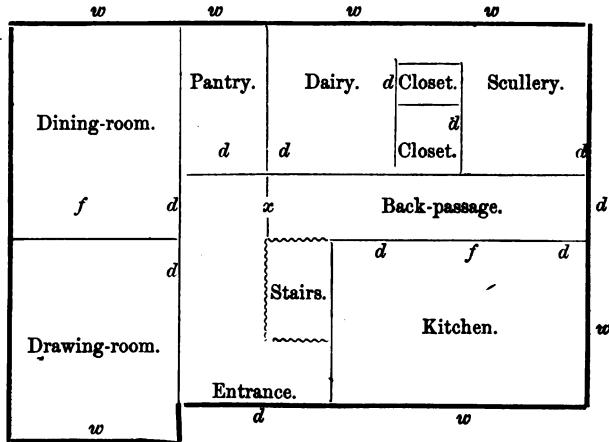 w w w w
Pantry. Dairy. d Closet. Scullery.
Dining-room. d
d d Closet. d
f d x Back-passage. d
d d f d
Stairs.
Drawing-room. Kitchen. w
Entrance.
w d w